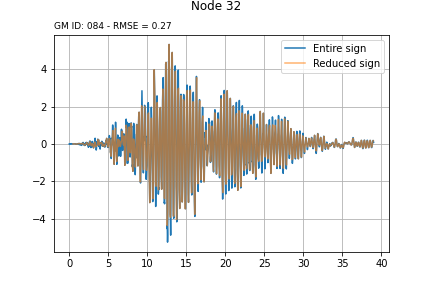 Node 32
GM ID: 084 - RMSE = 0.27
Entire sign
Reduced sign
4
2
0
−2
−4
0 5 10 15 20 25 30 35 40